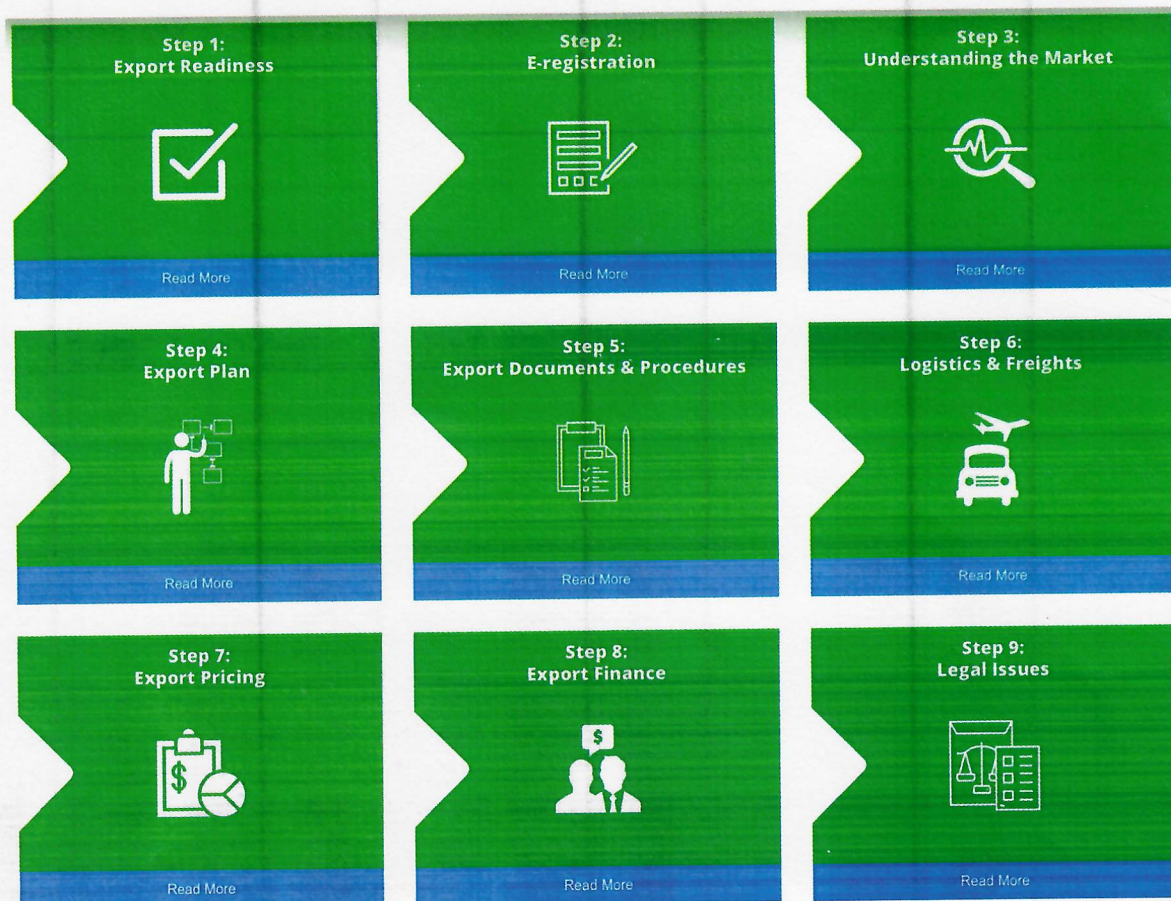 Step 1:
Export Readiness
Read More
Step 2:
E-registration
Read More
Step 3:
Understanding the Market
Read More
Step 4:
Export Plan
Read More
Step 5:
Export Documents & Procedures
Read More
Step 6:
Logistics & Freights
Read More
Step 7:
Export Pricing
$
Read More
Step 8:
Export Finance
$
Read More
Step 9:
Legal Issues
Read More